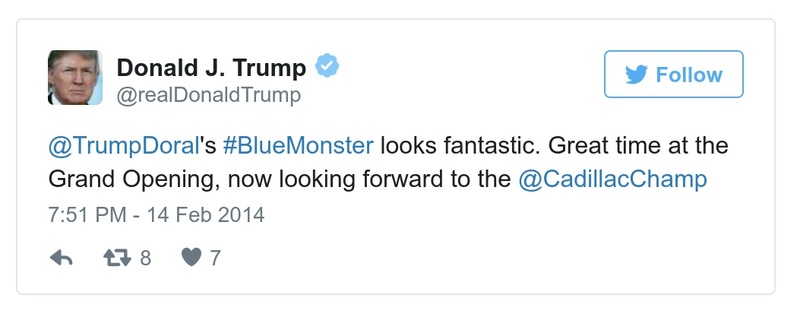 Donald J. Trump
@realDonaldTrump
Follow
@TrumpDoral's #BlueMonster looks fantastic. Great time at the
Grand Opening, now looking forward to the @CadillacChamp
7:51 PM - 14 Feb 2014
8 7